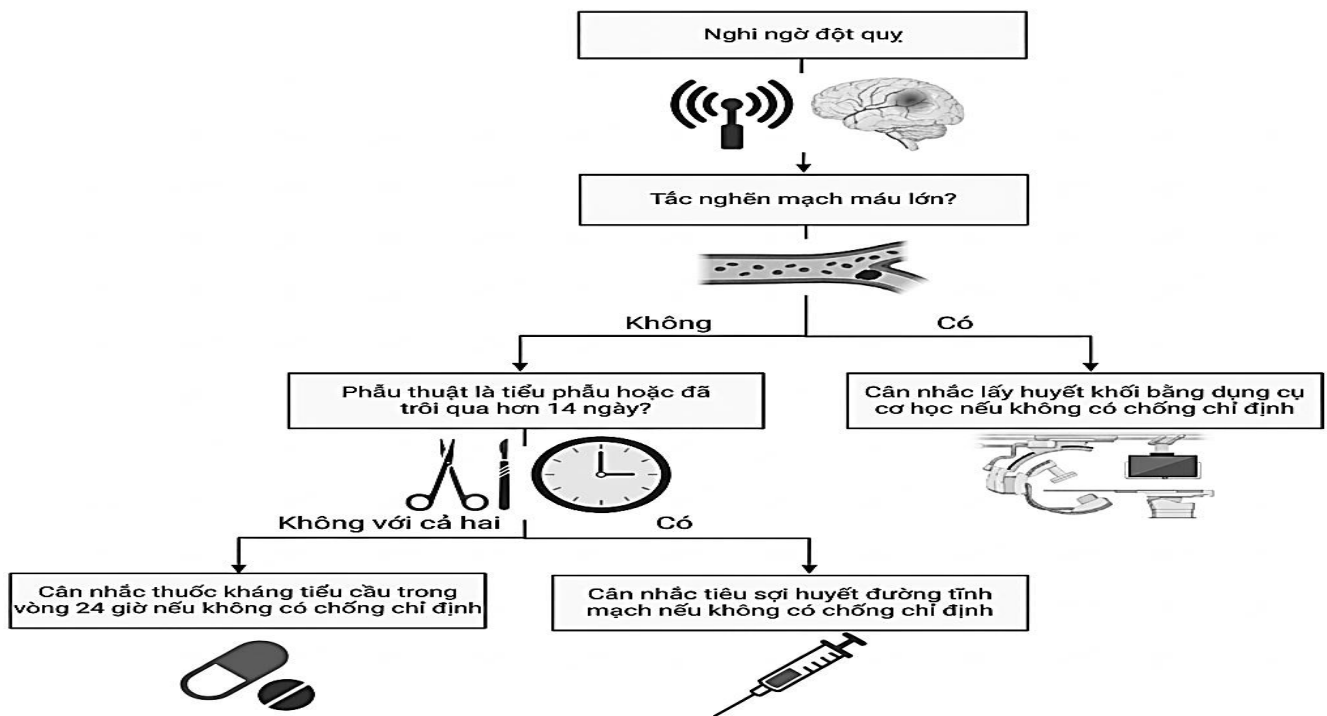 Nghi ngờ đột quỵ
Tắc nghẽn mạch máu lớn?
Không
Có
Phẫu thuật là tiểu phẫu hoặc đã
trôi qua hơn 14 ngày?
Cân nhắc lấy huyết khối bằng dụng cụ
cơ học nếu không có chống chỉ định
Không với cả hai
Có
Cân nhắc thuốc kháng tiểu cầu trong
vòng 24 giờ nếu không có chống chỉ định
Cân nhắc tiêu sợi huyết đường tĩnh
mạch nếu không có chống chỉ định